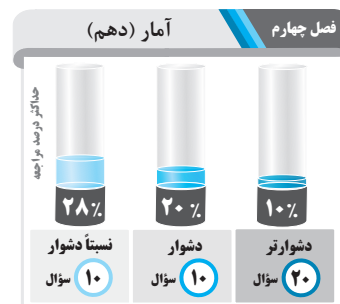 فصل چهارم
آمار (دهم)
حداکثر درصد مراجعه
۱۰٪
۲۰٪
۲۸٪
دشوارتر
۲۰ سؤال
دشوار
۱۰ سؤال
نسبتاً دشوار
۱۰ سؤال